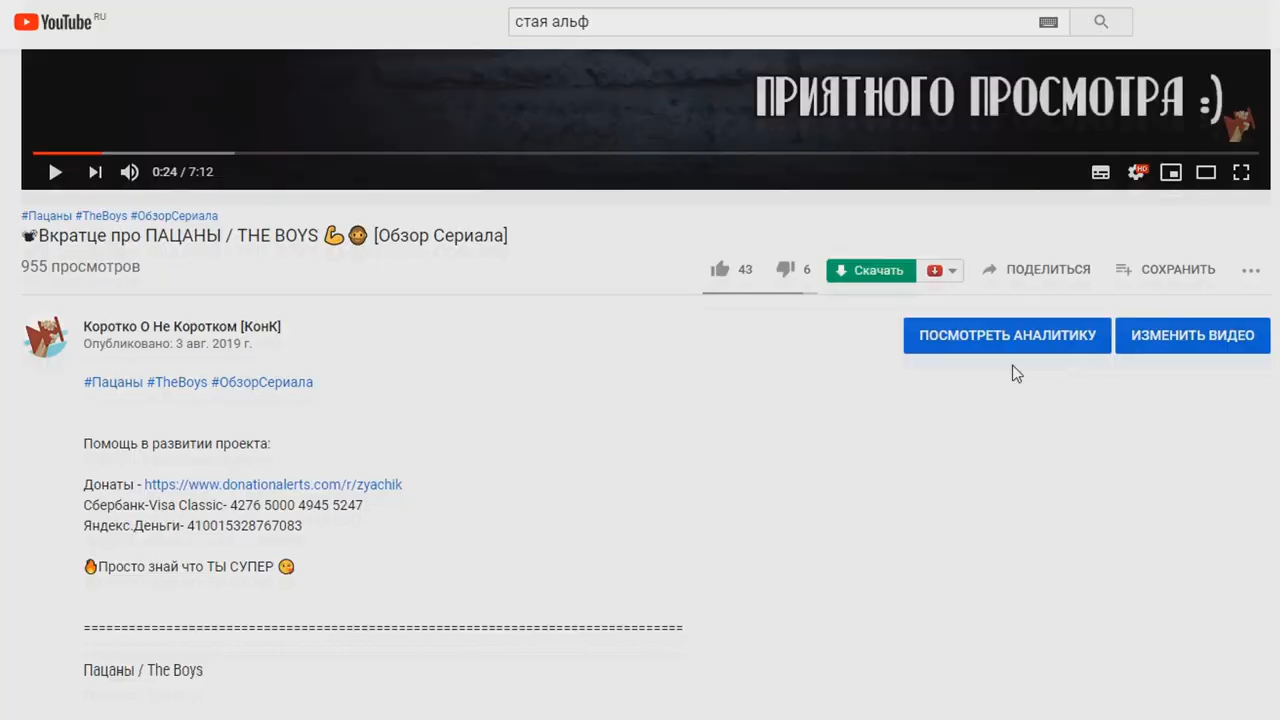 YouTube RU
стая альф
ПРИЯТНОГО ПРОСМОТРА :)
0:24 / 7:12
HD
#Пацаны #TheBoys #ОбзорСериала
📽Вкратце про ПАЦАНЫ / THE BOYS 💪🧔 [Обзор Сериала]
955 просмотров
43
6
Скачать
ПОДЕЛИТЬСЯ
СОХРАНИТЬ
Коротко О Не Коротком [КонК]
Опубликовано: 3 авг. 2019 г.
ПОСМОТРЕТЬ АНАЛИТИКУ
ИЗМЕНИТЬ ВИДЕО
#Пацаны #TheBoys #ОбзорСериала
Помощь в развитии проекта:
Донаты - https://www.donationalerts.com/r/zyachik
Сбербанк-Visa Classic- 4276 5000 4945 5247
Яндекс.Деньги- 410015328767083
🔥Просто знай что ТЫ СУПЕР 😋
================================================================================
Пацаны / The Boys